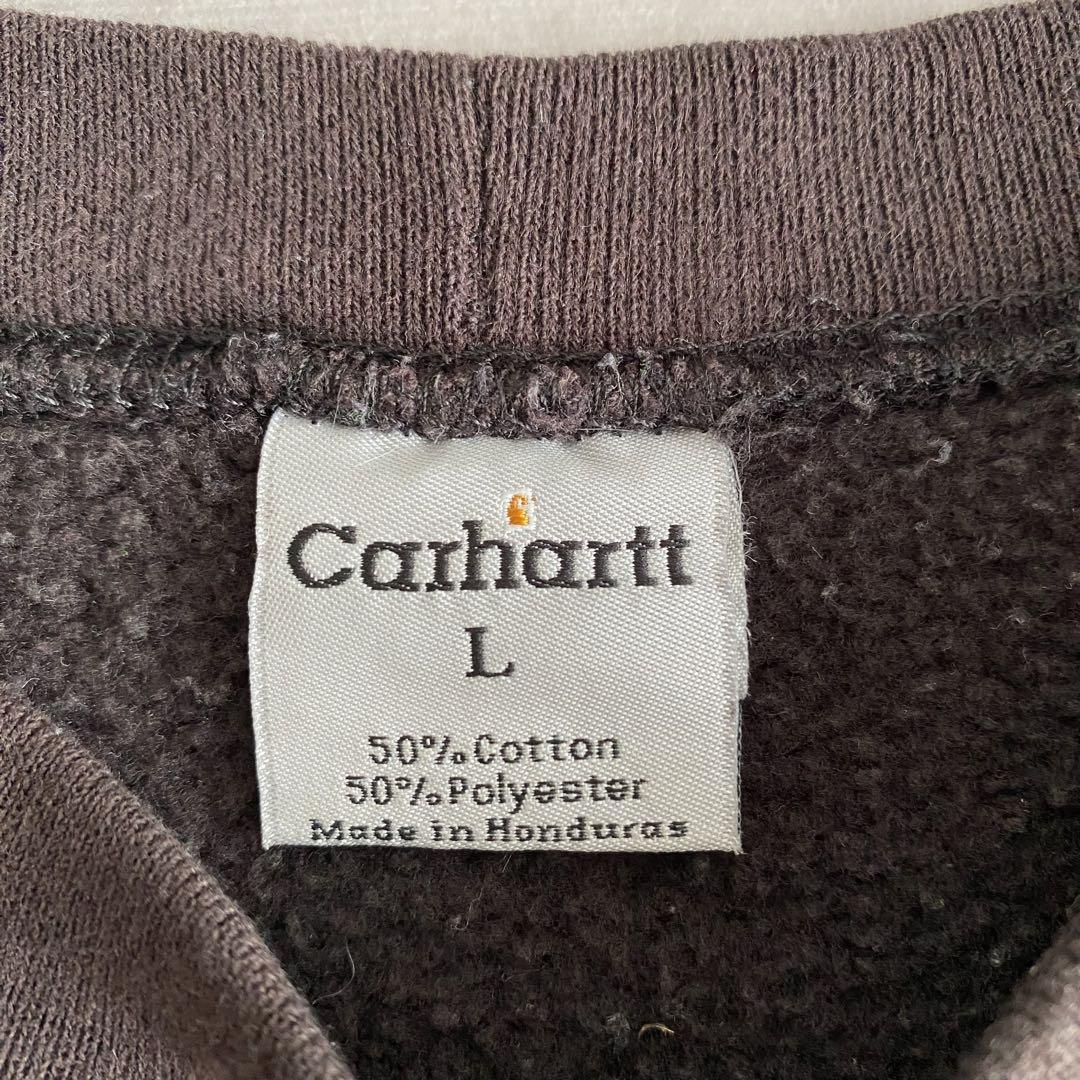 Carhartt
L
50% Cotton
50% Polyester
Made in Honduras